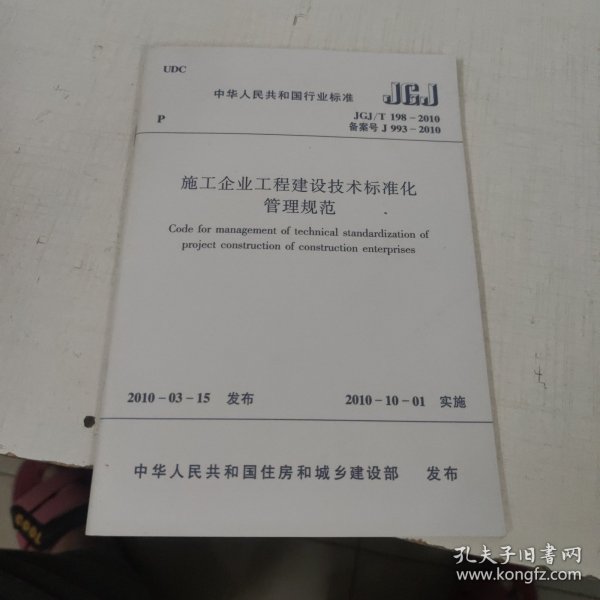 UDC
中华人民共和国行业标准 JGJ
P JGJ/T 198-2010
备案号 J 993-2010
施工企业工程建设技术标准化
管理规范
Code for management of technical standardization of
project construction of construction enterprises
2010-03-15 发布 2010-10-01 实施
中华人民共和国住房和城乡建设部 发布
孔夫子旧书网
www.kongfz.com